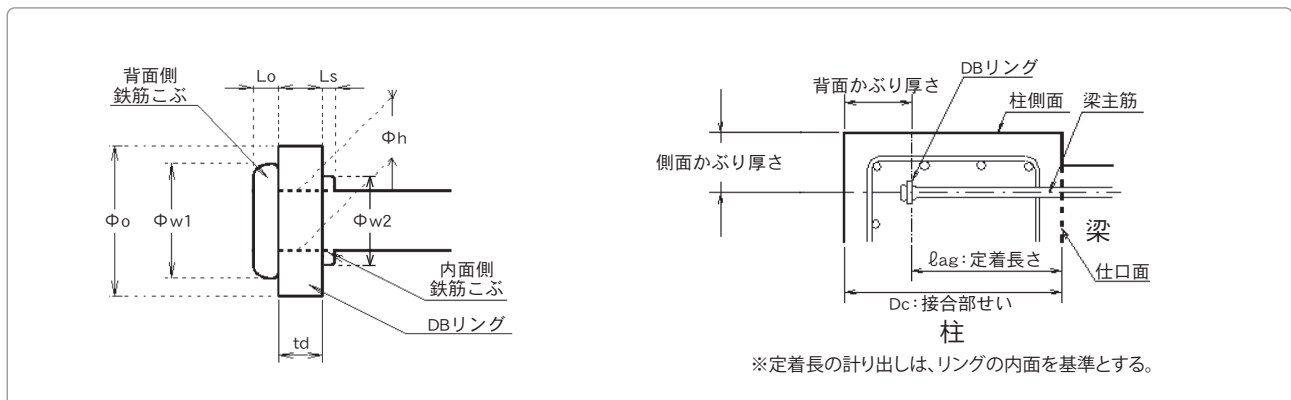 背面側
鉄筋こぶ
Lo
Ls
Φh
Φo
Φw1
Φw2
内面側
鉄筋こぶ
DBリング
td
DBリング
背面かぶり厚さ
柱側面
梁主筋
側面かぶり厚さ
梁
ℓag：定着長さ
仕口面
Dc：接合部せい
柱
※定着長の計り出しは、リングの内面を基準とする。